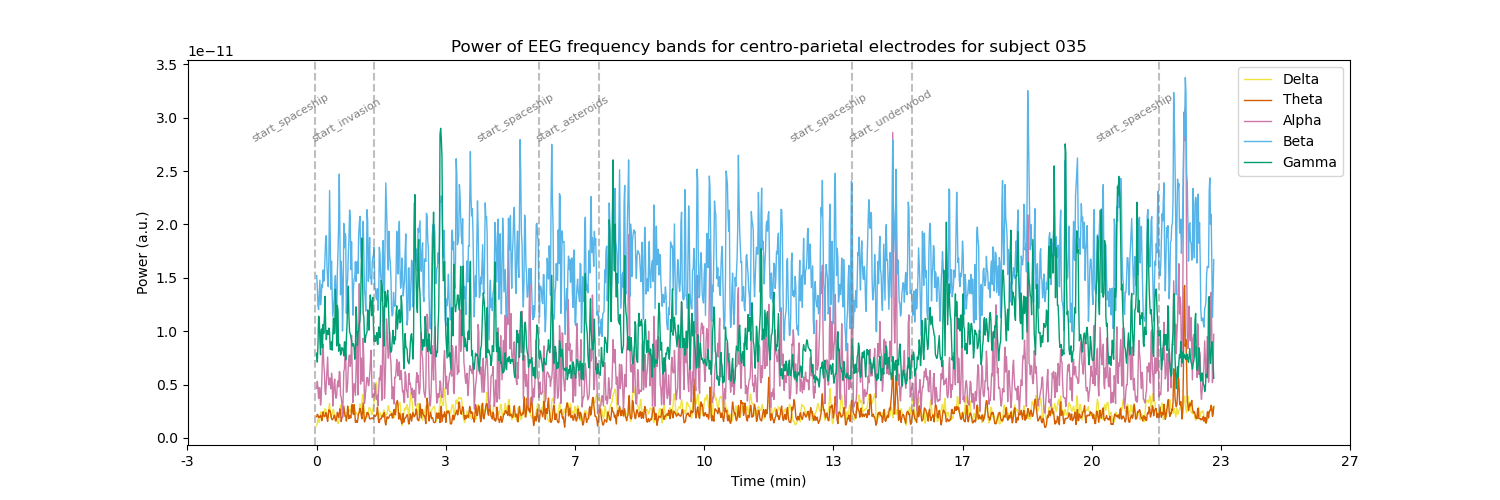 Power of EEG frequency bands for centro-parietal electrodes for subject 035
1e−11
3.5
3.0
2.5
2.0
1.5
1.0
0.5
0.0
Power (a.u.)
start_spaceship
start_invasion
start_spaceship
start_asteroids
start_spaceship
start_underwood
start_spaceship
Delta
Theta
Alpha
Beta
Gamma
-3
0
3
7
10
13
17
20
23
27
Time (min)